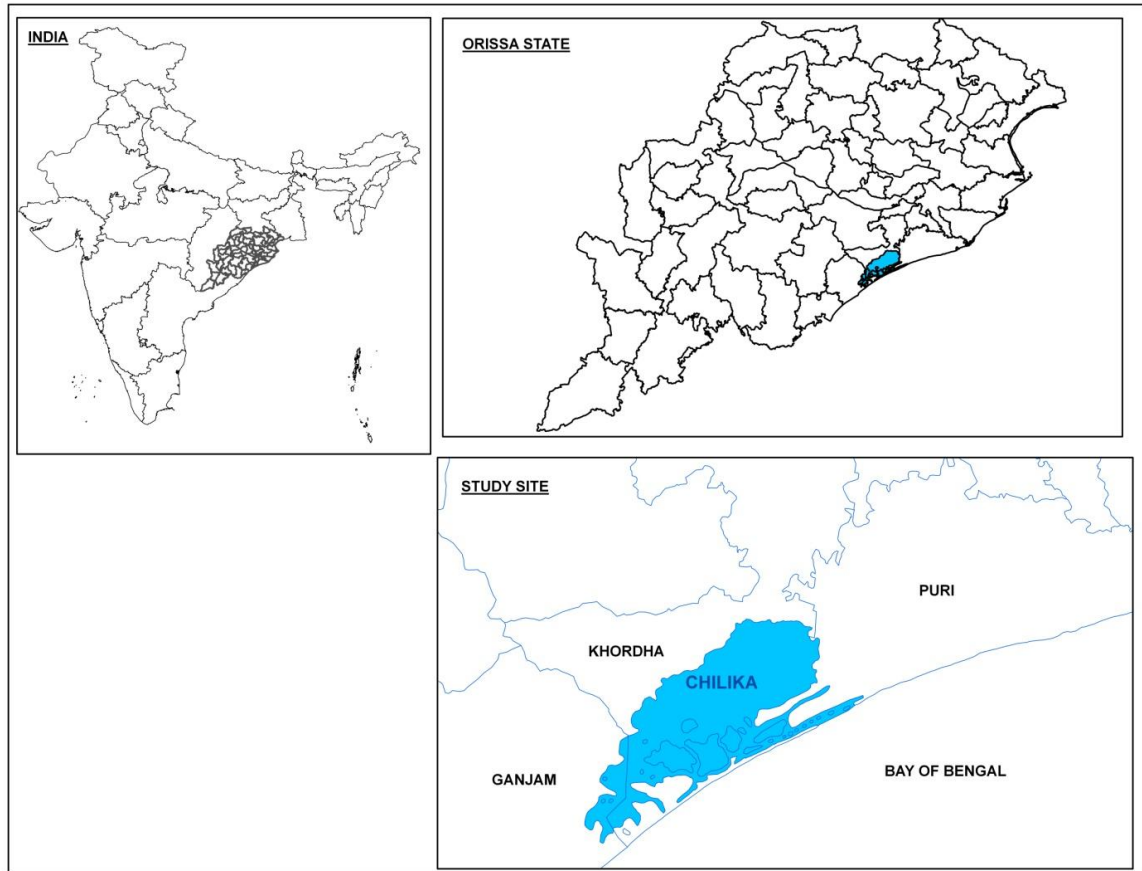 INDIA
ORISSA STATE
STUDY SITE
PURI
KHORDHA
CHILIKA
GANJAM
BAY OF BENGAL